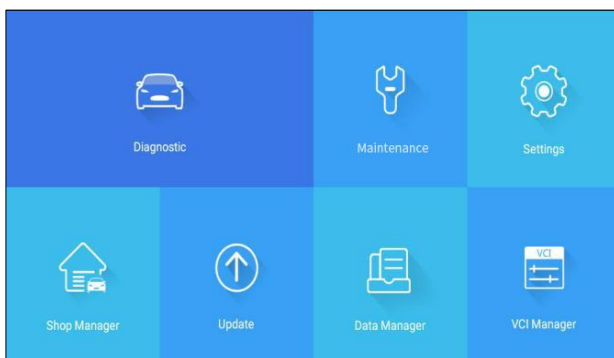 Diagnostic
Maintenance
Settings
VCI
Shop Manager
Update
Data Manager
VCI Manager